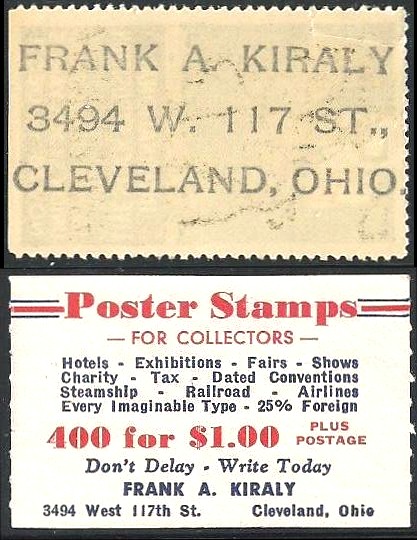 FRANK A. KIRALY
3494 W. 117 ST.,
CLEVELAND, OHIO.
Poster Stamps
— FOR COLLECTORS —
Hotels - Exhibitions - Fairs - Shows
Charity - Tax - Dated Conventions
Steamship - Railroad - Airlines
Every Imaginable Type - 25% Foreign
400 for $1.00 PLUS POSTAGE
Don't Delay - Write Today
FRANK A. KIRALY
3494 West 117th St. Cleveland, Ohio